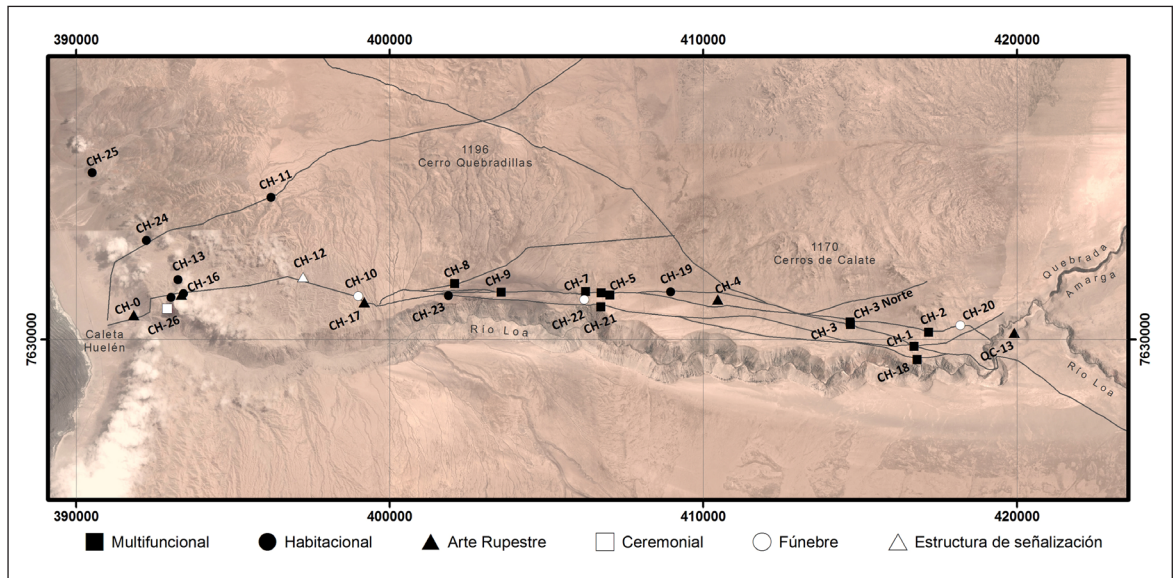 390000 400000 410000 420000
CH-25
1196
Cerro Quebradillas
CH-11
CH-24
CH-13
CH-12
1170
Cerros de Calate
Quebrada
Amarga
CH-16
CH-10
CH-8
CH-9
CH-7
CH-5
CH-19
CH-4
CH-0
CH-26
CH-17
CH-23
CH-22
CH-21
CH-3 Norte
CH-3
CH-2
CH-20
CH-1
CH-18
QC-13
Caleta
Huelén
Río Loa
Río Loa
7630000
7630000
390000 400000 410000 420000
Multifuncional Habitacional Arte Rupestre Ceremonial Fúnebre Estructura de señalización